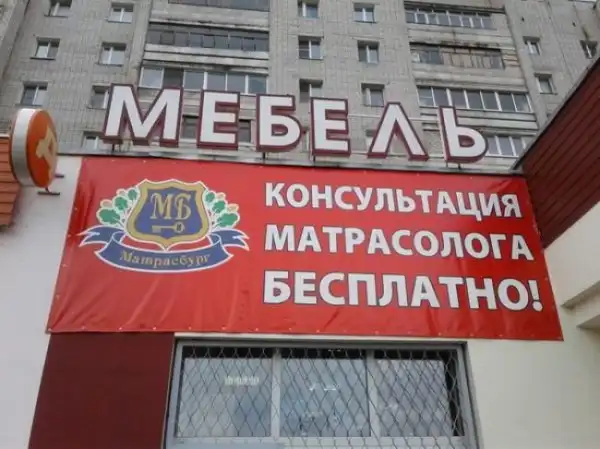 МЕБЕЛЬ
МБ
Матрасбург
КОНСУЛЬТАЦИЯ
МАТРАСОЛОГА
БЕСПЛАТНО!